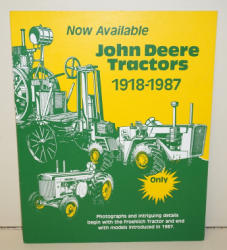 Now Available
John Deere
Tractors
1918-1987
Only
Photographs and intriguing details
begin with the Froelich Tractor and end
with models introduced in 1987.